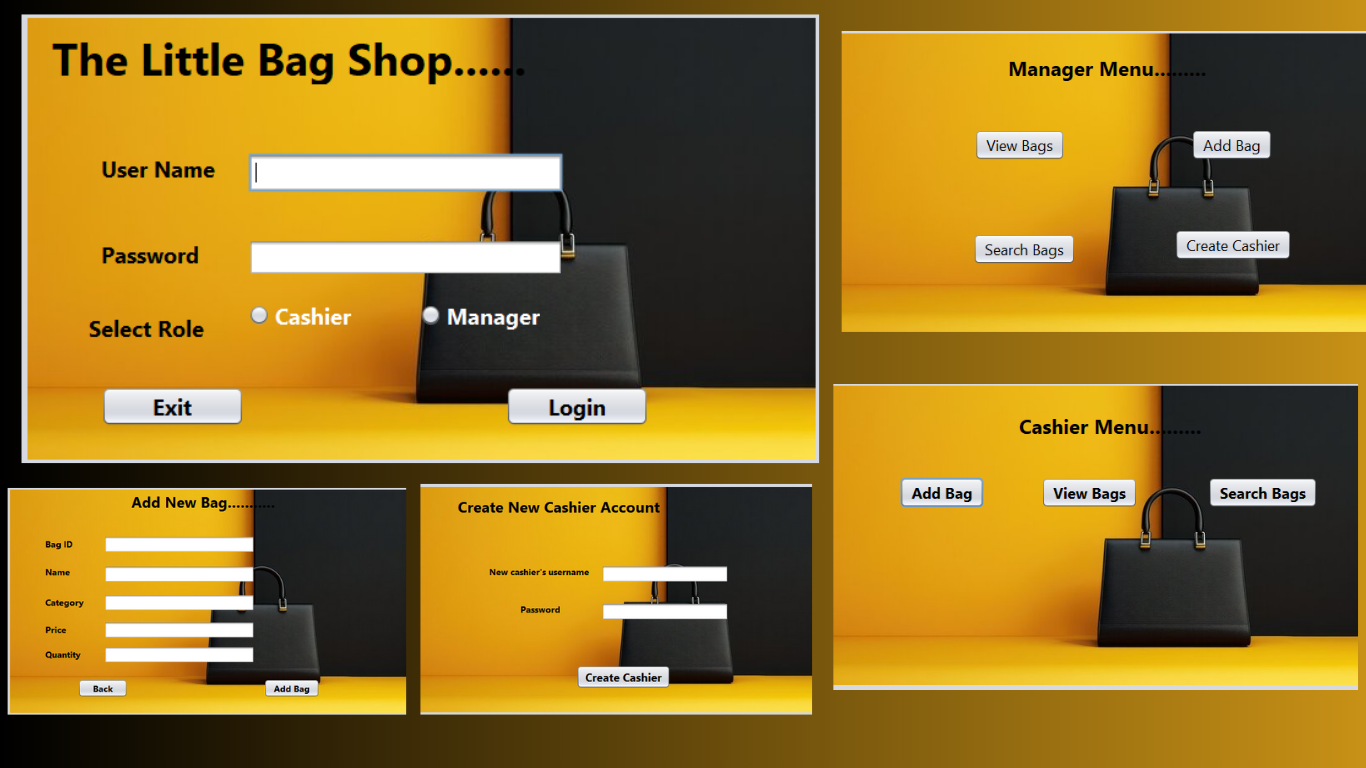 The Little Bag Shop......
User Name
Password
Select Role
Cashier Manager
Exit Login
Manager Menu.........
View Bags Add Bag
Search Bags Create Cashier
Cashier Menu.........
Add Bag View Bags Search Bags
Add New Bag...........
Bag ID
Name
Category
Price
Quantity
Back Add Bag
Create New Cashier Account
New cashier's username
Password
Create Cashier